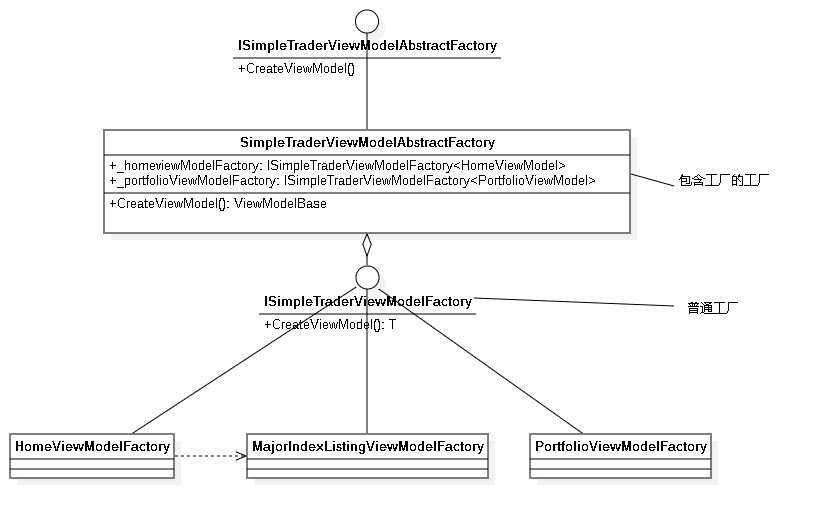 ISimpleTraderViewModelAbstractFactory
+CreateViewModel()
SimpleTraderViewModelAbstractFactory
+_homeviewModelFactory: ISimpleTraderViewModelFactory<HomeViewModel>
+_portfolioViewModelFactory: ISimpleTraderViewModelFactory<PortfolioViewModel>
+CreateViewModel(): ViewModelBase
包含工厂的工厂
ISimpleTraderViewModelFactory
+CreateViewModel(): T
普通工厂
HomeViewModelFactory
MajorIndexListingViewModelFactory
PortfolioViewModelFactory